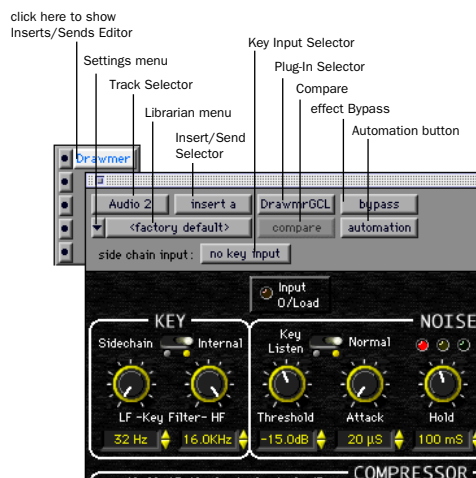 click here to show
Inserts/Sends Editor
Key Input Selector
Settings menu
Plug-In Selector
Track Selector
Compare
Librarian menu
effect Bypass
Insert/Send
Selector
Automation button
Drawmer
Audio 2 insert a DrawmrGCL bypass
<factory default> compare automation
side chain input: no key input
Input
O/Load
KEY
NOISE
Sidechain Internal
Key
Listen Normal
LF -Key Filter- HF
Threshold Attack Hold
32 Hz 16.0KHz -15.0dB 20 µS 100 mS
COMPRESSOR